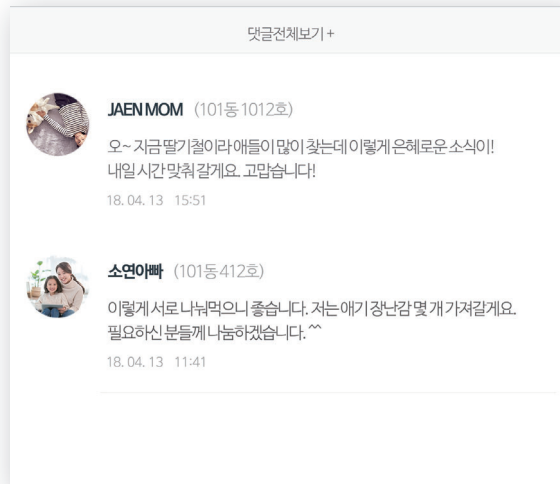 댓글전체보기 +
JAEN MOM (101동 1012호)
오~ 지금 딸기철이라 애들이 많이 찾는데 이렇게 은혜로운 소식이!
내일 시간 맞춰 갈게요. 고맙습니다!
18. 04. 13 15:51
소연아빠 (101동 412호)
이렇게 서로 나눠먹으니 좋습니다. 저는 애기 장난감 몇 개 가져갈게요.
필요하신 분들께 나눔하겠습니다. ^^
18. 04. 13 11:41